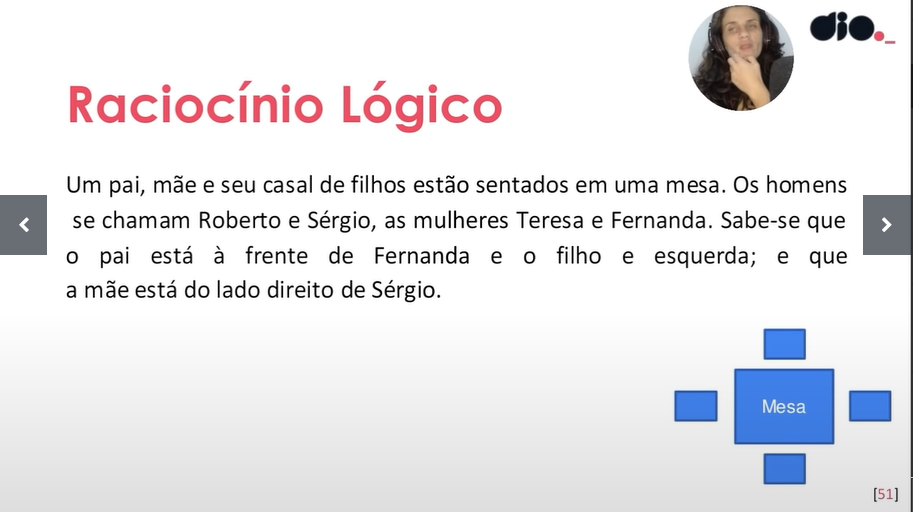 dio._
Raciocínio Lógico
Um pai, mãe e seu casal de filhos estão sentados em uma mesa. Os homens
se chamam Roberto e Sérgio, as mulheres Teresa e Fernanda. Sabe-se que
o pai está à frente de Fernanda e o filho e esquerda; e que
a mãe está do lado direito de Sérgio.
Mesa
[51]